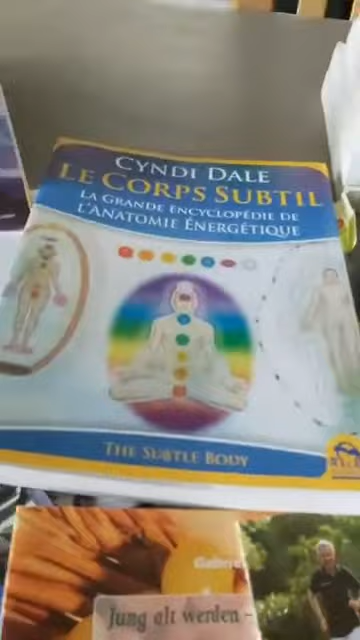 CYNDI DALE
LE CORPS SUBTIL
LA GRANDE ENCYCLOPÉDIE DE
L'ANATOMIE ÉNERGÉTIQUE
THE SUBTLE BODY
Jung alt werden -